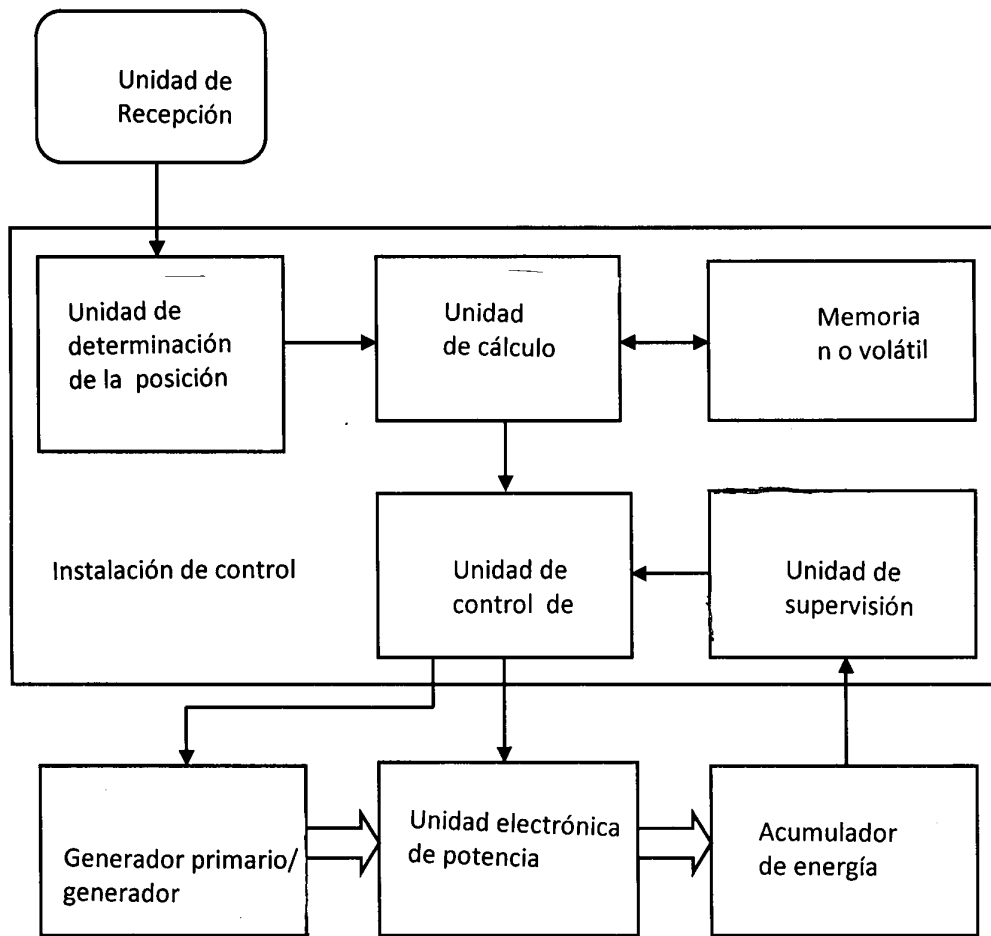 Unidad de
Recepción
Unidad de
determinación
de la posición
Unidad
de cálculo
Memoria
n o volátil
Instalación de control
Unidad de
control de
Unidad de
supervisión
Generador primario/
generador
Unidad electrónica
de potencia
Acumulador
de energía